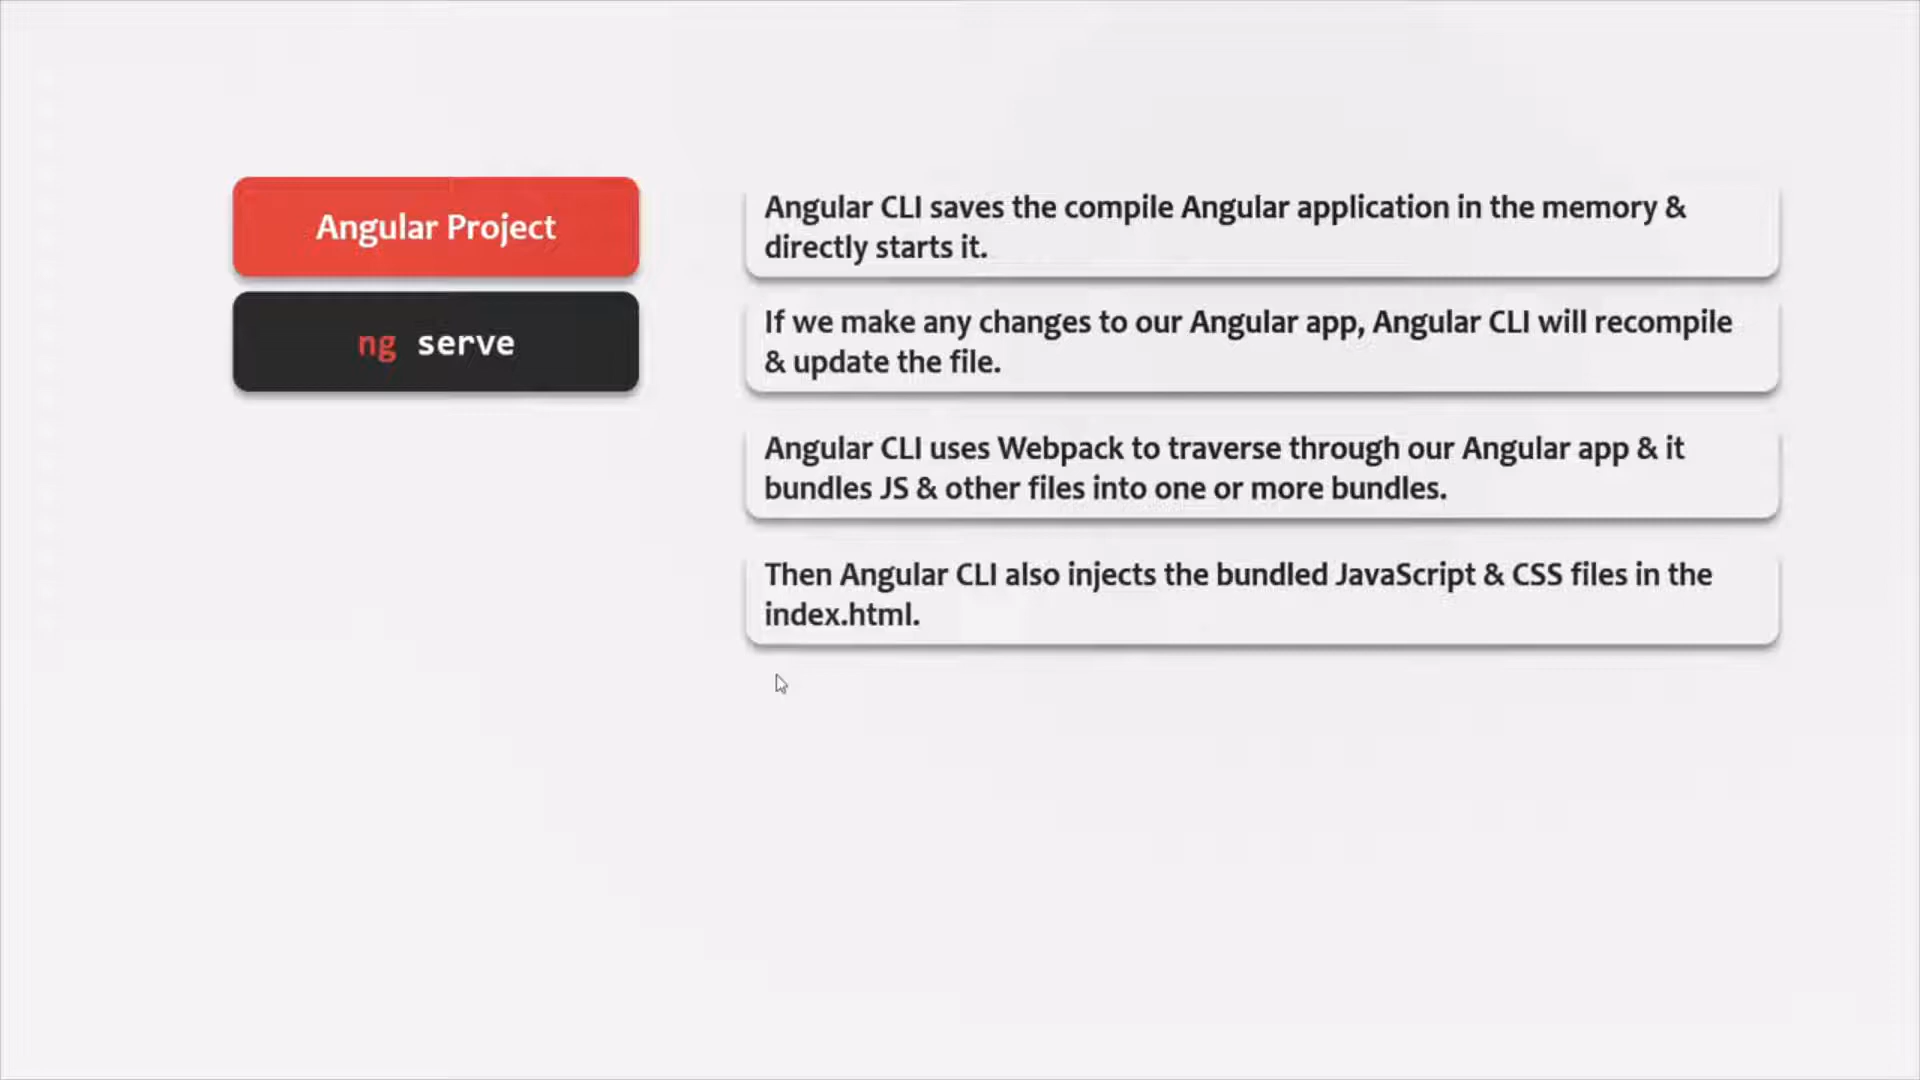 Angular Project
ng serve
Angular CLI saves the compile Angular application in the memory &
directly starts it.
If we make any changes to our Angular app, Angular CLI will recompile
& update the file.
Angular CLI uses Webpack to traverse through our Angular app & it
bundles JS & other files into one or more bundles.
Then Angular CLI also injects the bundled JavaScript & CSS files in the
index.html.